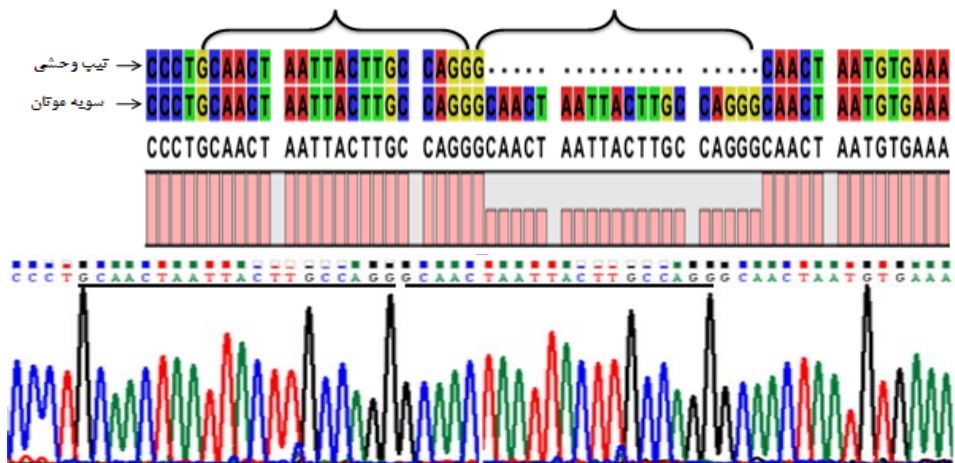 تیپ وحشی → CCCTGCAACT AATTACTTGC CAGGG····· ·········· ·····CAACT AATGTGAAA
سویه موتان → CCCTGCAACT AATTACTTGC CAGGGCAACT AATTACTTGC CAGGGCAACT AATGTGAAA
CCCTGCAACT AATTACTTGC CAGGGCAACT AATTACTTGC CAGGGCAACT AATGTGAAA
C C C T G C A A C T A A T T A C T T G C C A G G G C A A C T A A T T A C T T G C C A G G G C A A C T A A T G T G A A A